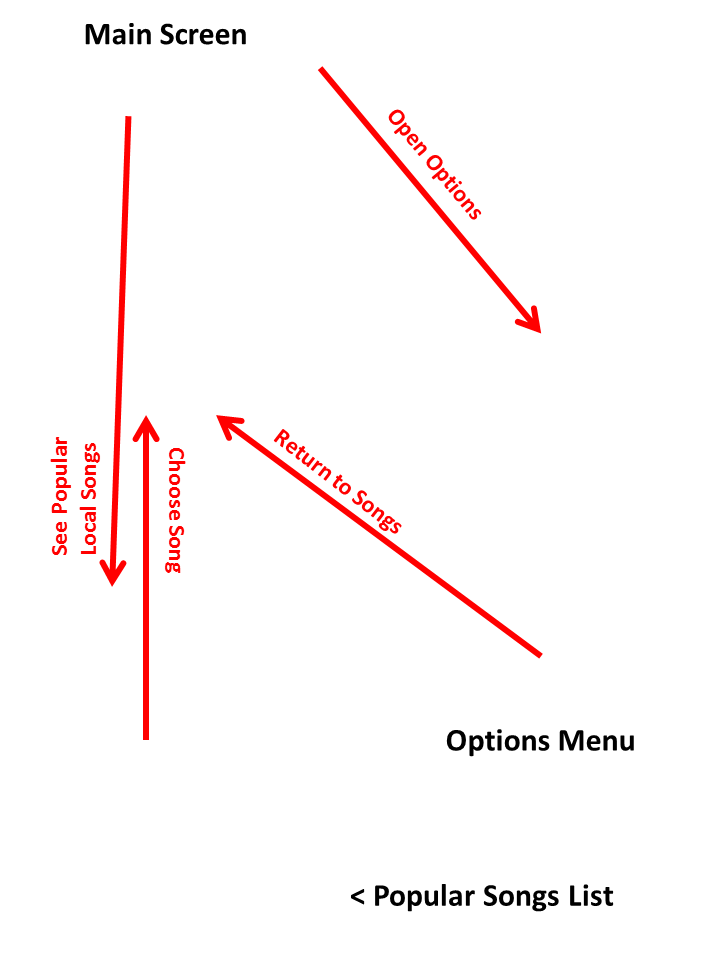 Main Screen
Open Options
See Popular
Local Songs
Choose Song
Return to Songs
Options Menu
< Popular Songs List